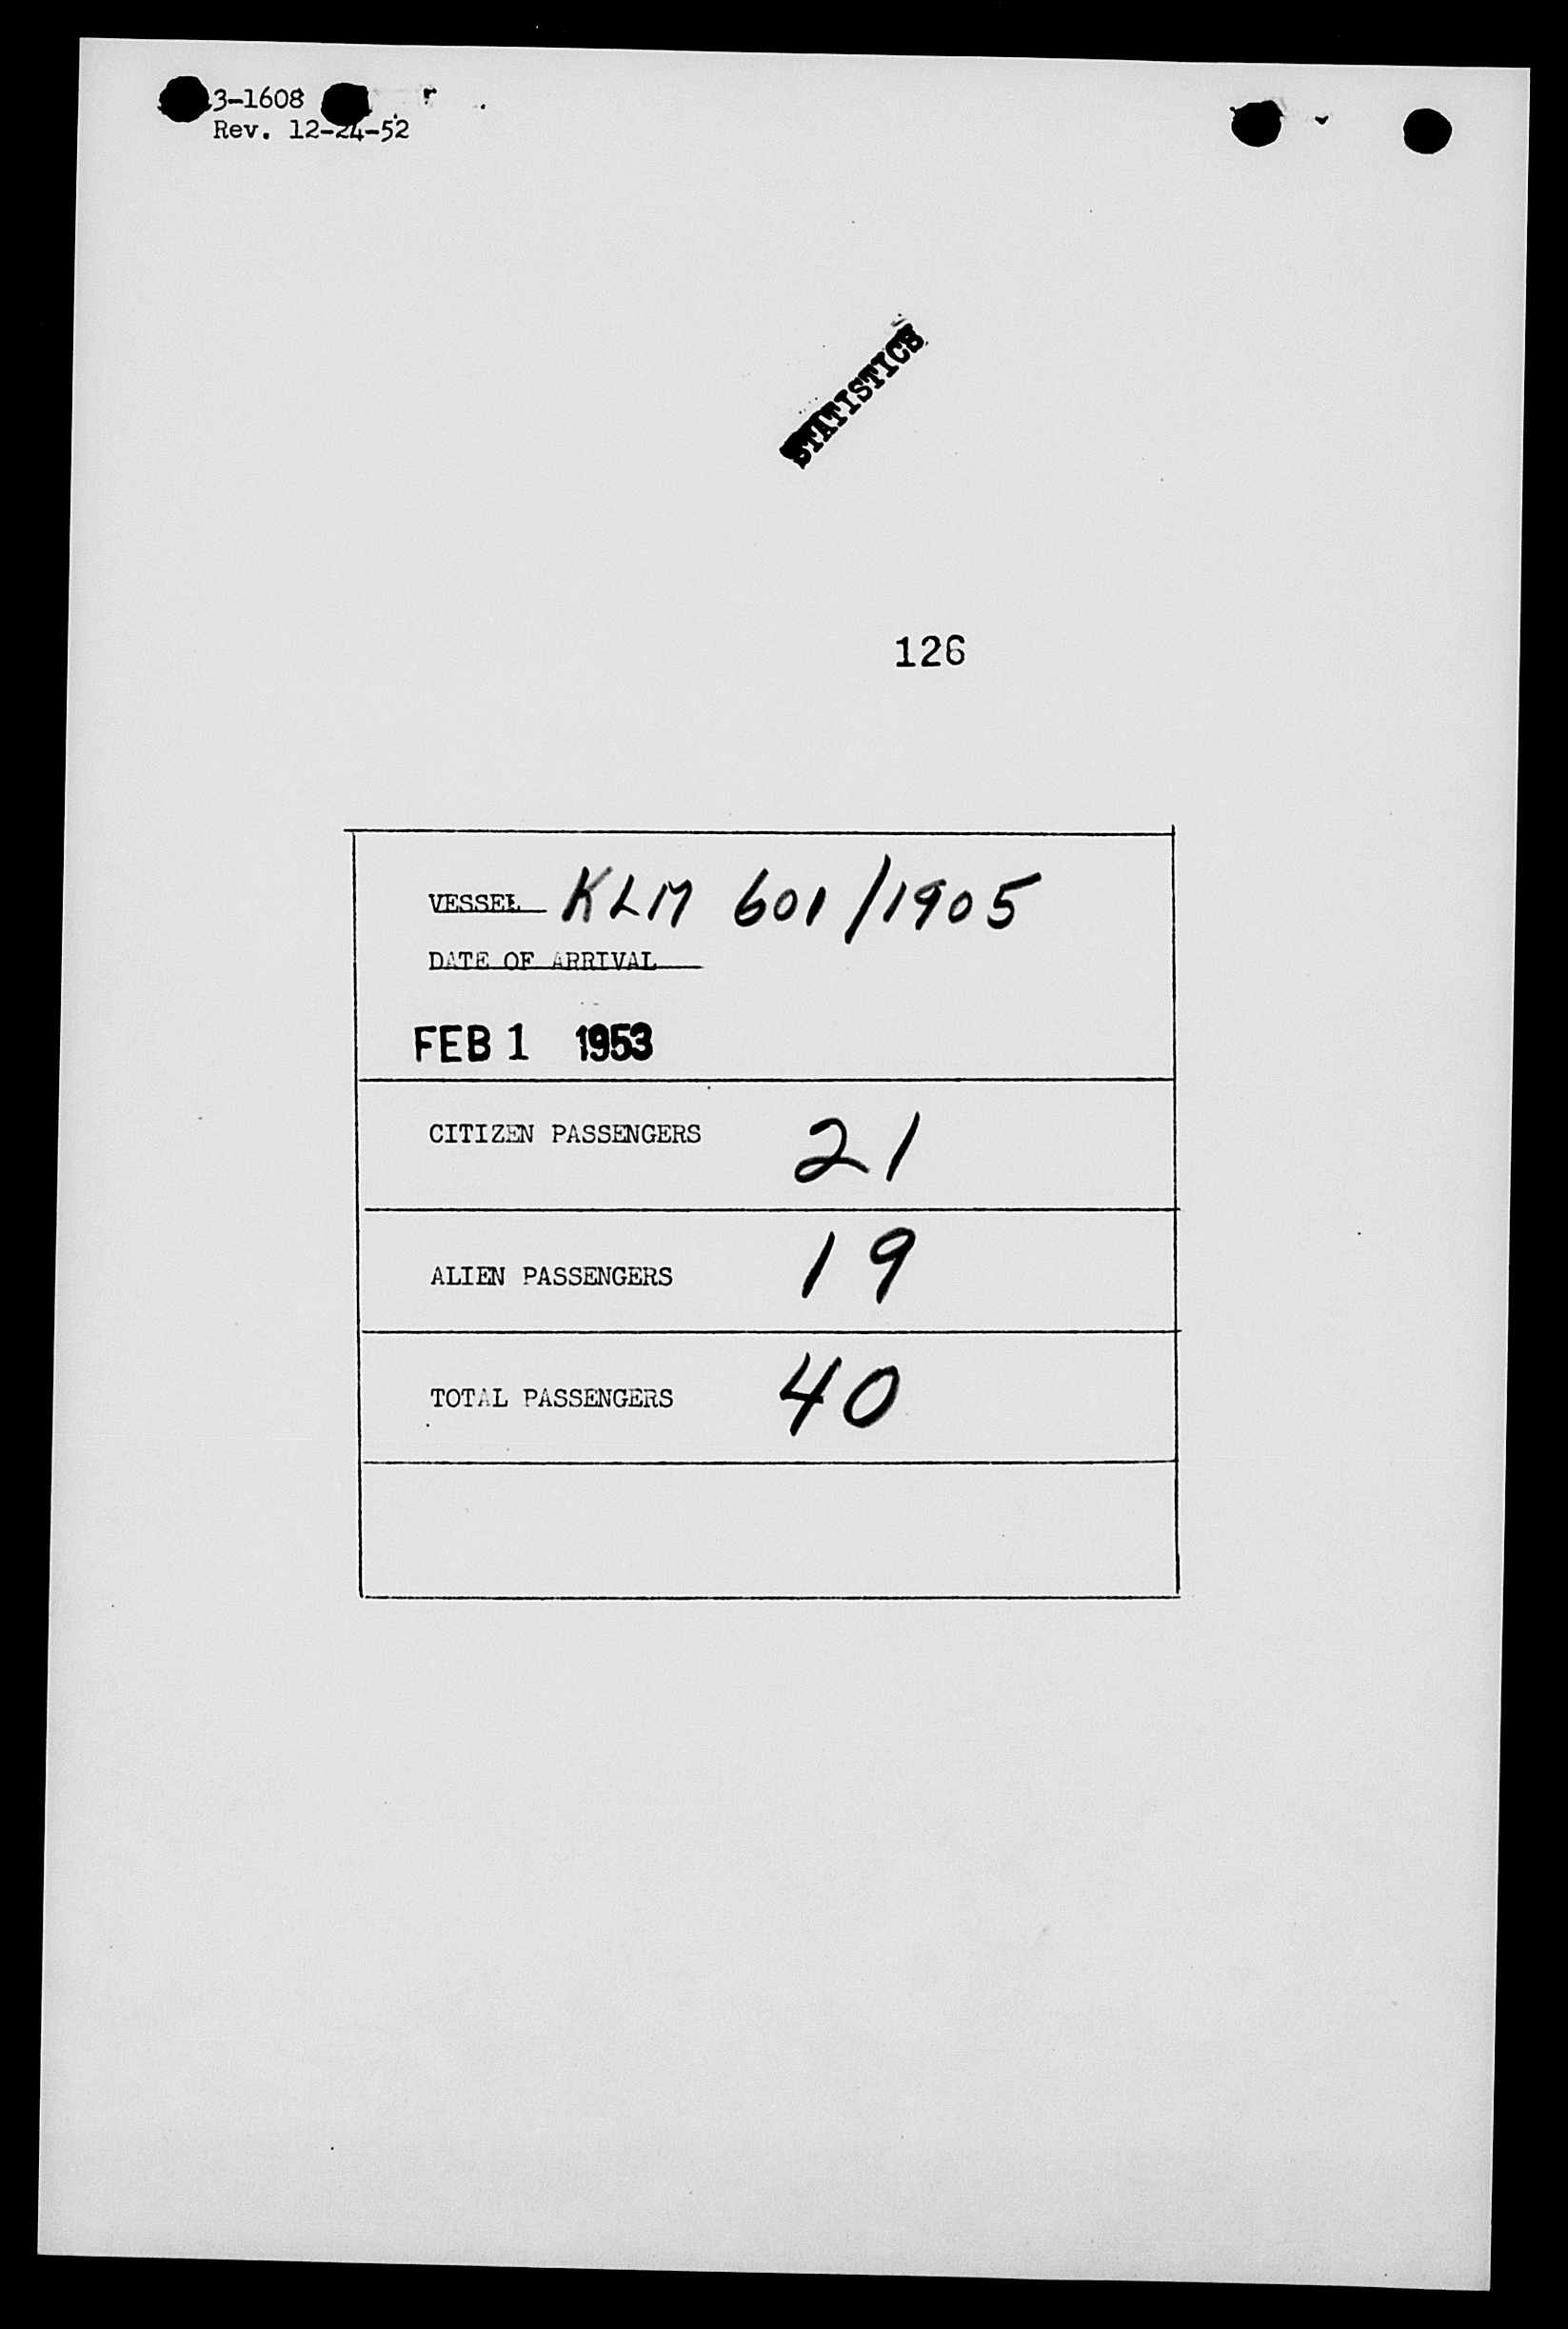 3-1608
Rev. 12-24-52
STATISTICS
126
VESSEL KLM 601/1905
DATE OF ARRIVAL
FEB 1 1953
CITIZEN PASSENGERS 21
ALIEN PASSENGERS 19
TOTAL PASSENGERS 40